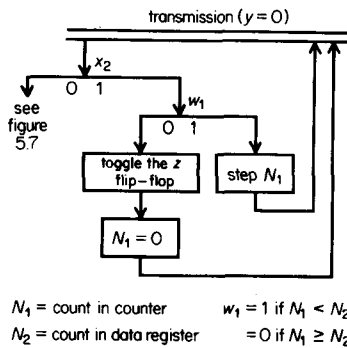 transmission (y=0)
x₂
0 1
see
figure
5.7
w₁
0 1
toggle the z
flip-flop
step N₁
N₁ = 0
N₁ = count in counter w₁ = 1 if N₁ < N₂
N₂ = count in data register = 0 if N₁ ≥ N₂